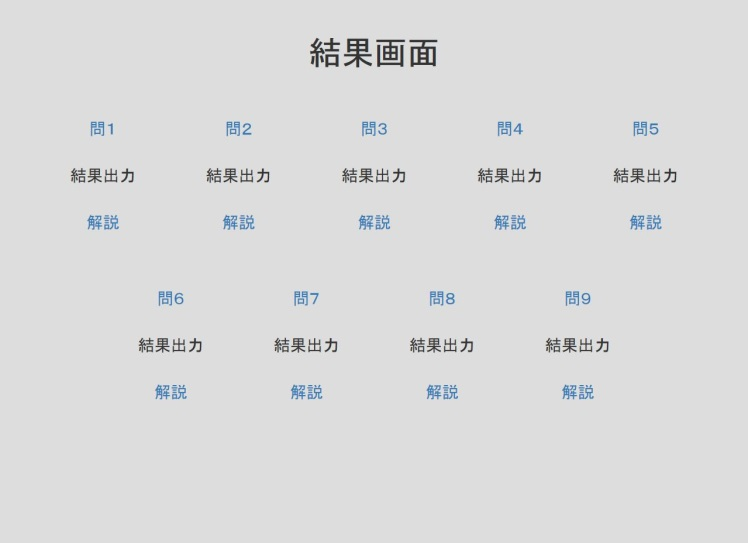 結果画面
問1 問2 問3 問4 問5
結果出力 結果出力 結果出力 結果出力 結果出力
解説 解説 解説 解説 解説
問6 問7 問8 問9
結果出力 結果出力 結果出力 結果出力
解説 解説 解説 解説